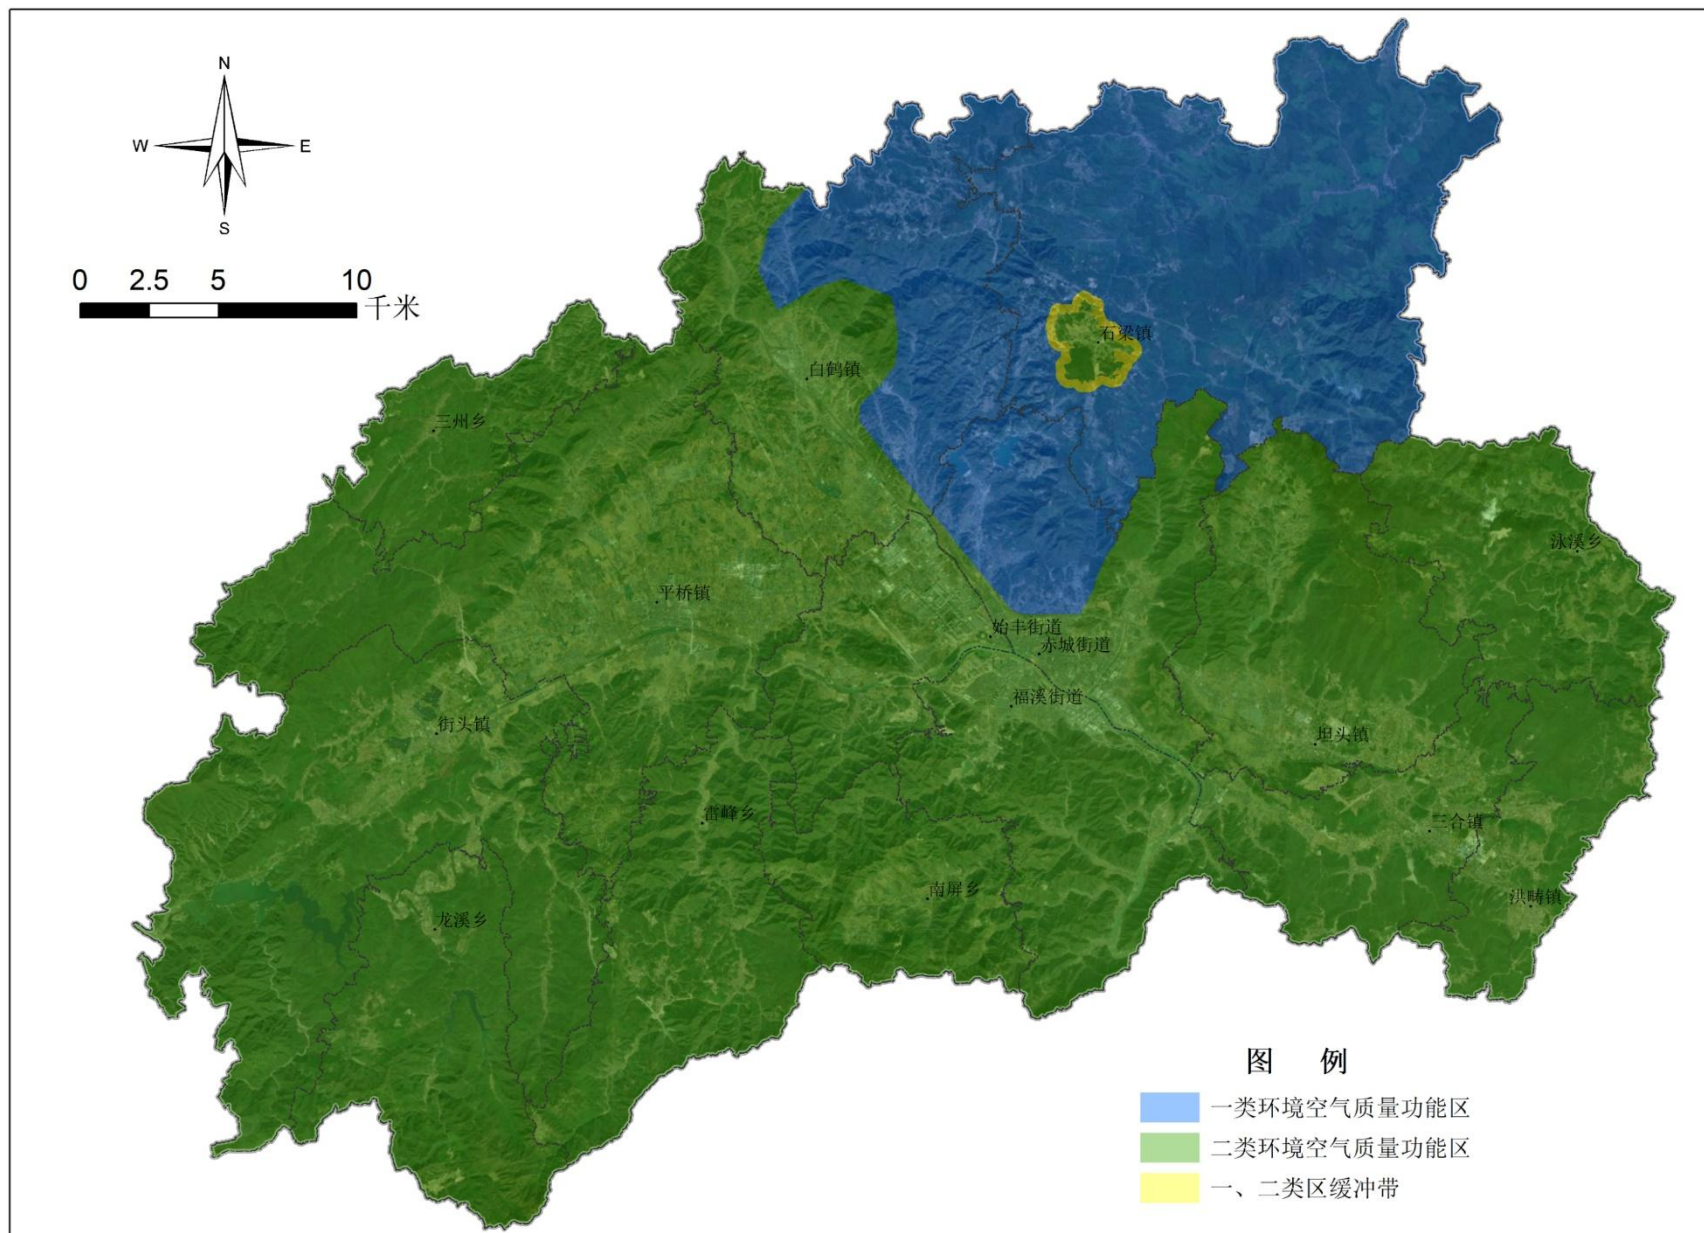 N
W
E
S
0 2.5 5 10
千米
石梁镇
白鹤镇
三州乡
泳溪乡
平桥镇
始丰街道
赤城街道
福溪街道
街头镇
坦头镇
雷峰乡
三合镇
南屏乡
洪畴镇
龙溪乡
图 例
一类环境空气质量功能区
二类环境空气质量功能区
一、二类区缓冲带